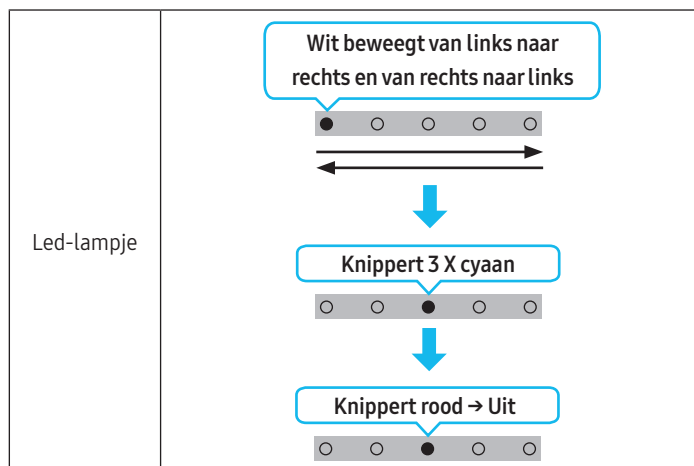 Wit beweegt van links naar
rechts en van rechts naar links
Led-lampje
Knippert 3 X cyaan
Knippert rood → Uit